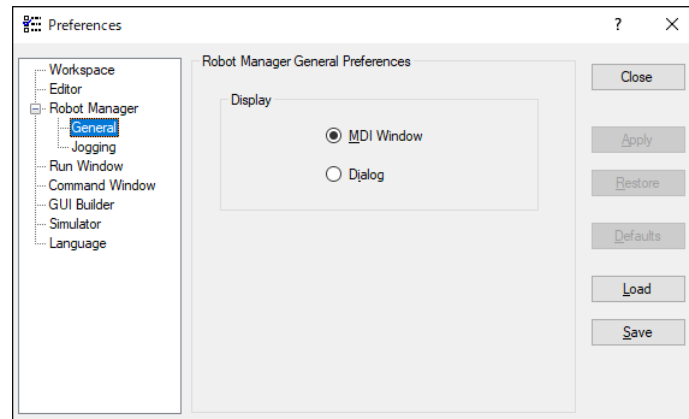 Preferences
?
Workspace
Editor
Robot Manager
General
Jogging
Run Window
Command Window
GUI Builder
Simulator
Language
Robot Manager General Preferences
Display
MDI Window
Dialog
Close
Apply
Restore
Defaults
Load
Save